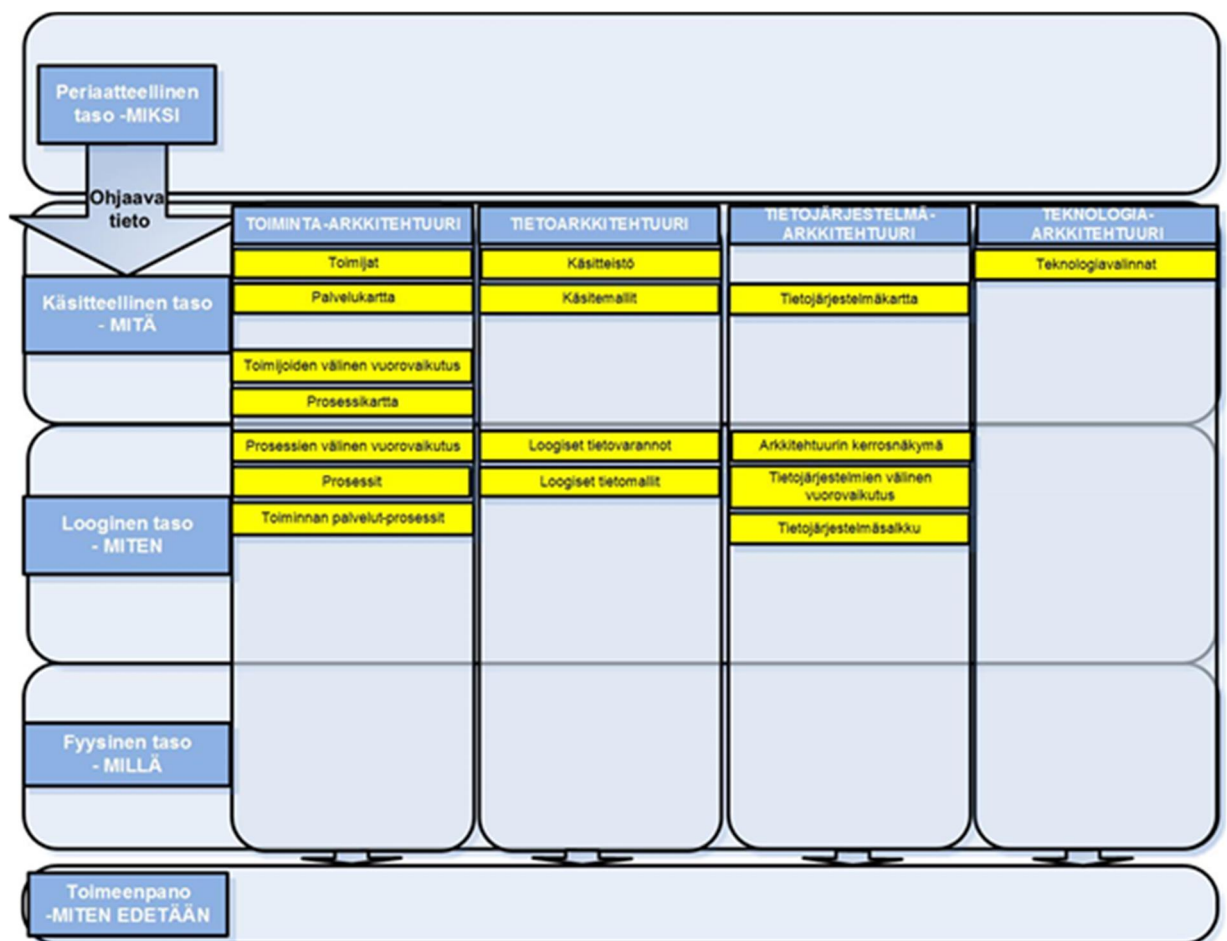 Periaatteellinen
taso -MIKSI
Ohjaava
tieto
TOIMINTA-ARKKITEHTUURI
TIETOARKKITEHTUURI
TIETOJÄRJESTELMÄ-
ARKKITEHTUURI
TEKNOLOGIA-
ARKKITEHTUURI
Käsitteellinen taso
- MITÄ
Toimijat
Palvelukartta
Toimijoiden välinen vuorovaikutus
Prosessikartta
Käsitteistö
Käsitemallit
Tietojärjestelmäkartta
Teknologiavalinnat
Looginen taso
- MITEN
Prosessien välinen vuorovaikutus
Prosessit
Toiminnan palvelut-prosessit
Loogiset tietovarannot
Loogiset tietomallit
Arkkitehtuurin kerrosnäkymä
Tietojärjestelmien välinen
vuorovaikutus
Tietojärjestelmäsalkku
Fyysinen taso
- MILLÄ
Toimeenpano
-MITEN EDETÄÄN